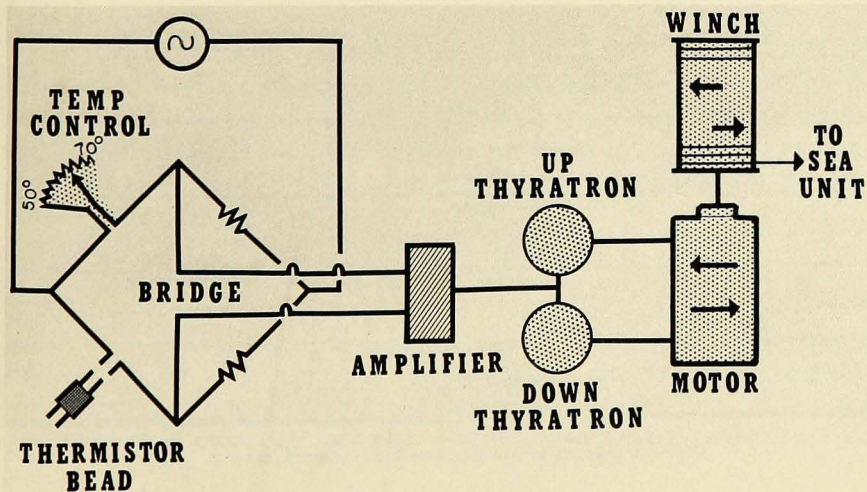 WINCH
TEMP
CONTROL
50°
70°
TO
SEA
UNIT
UP
THYRATRON
BRIDGE
AMPLIFIER
DOWN
THYRATRON
MOTOR
THERMISTOR
BEAD